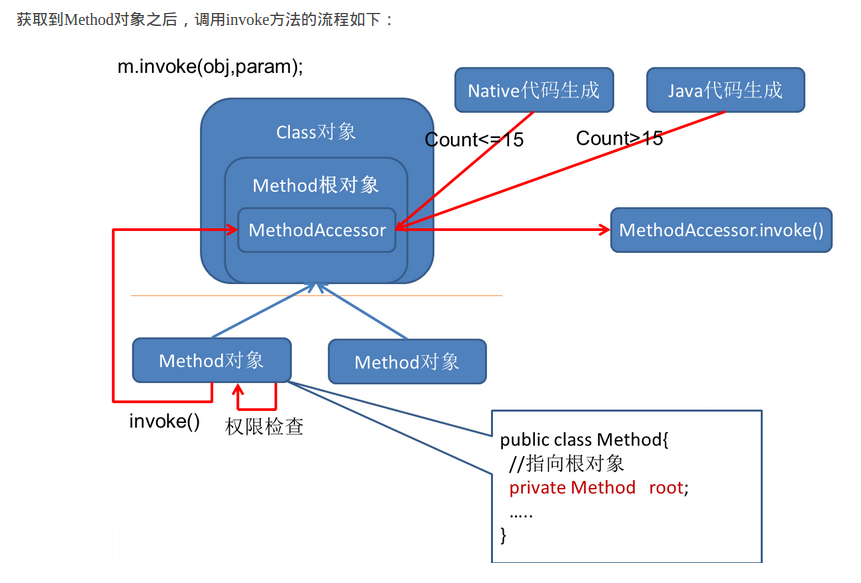 获取到Method对象之后，调用invoke方法的流程如下：
m.invoke(obj,param);
Native代码生成
Java代码生成
Class对象
Count<=15
Count>15
Method根对象
MethodAccessor
MethodAccessor.invoke()
Method对象
Method对象
invoke()
权限检查
public class Method{
//指向根对象
private Method root;
.....
}